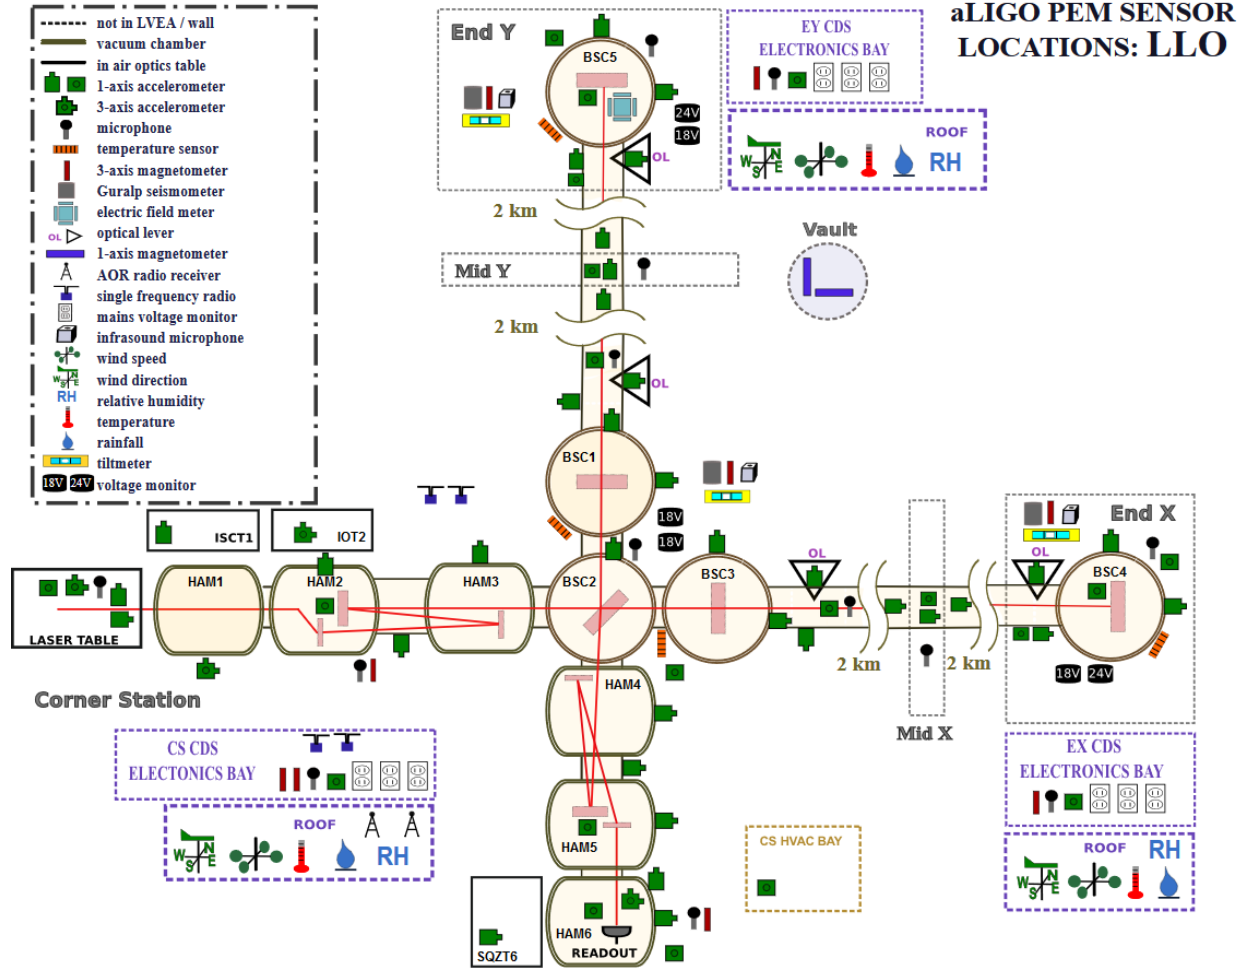 aLIGO PEM SENSOR
LOCATIONS: LLO
not in LVEA / wall
vacuum chamber
in air optics table
1-axis accelerometer
3-axis accelerometer
microphone
temperature sensor
3-axis magnetometer
Guralp seismometer
electric field meter
OL optical lever
1-axis magnetometer
AOR radio receiver
single frequency radio
mains voltage monitor
infrasound microphone
wind speed
W N S E wind direction
RH relative humidity
temperature
rainfall
tiltmeter
18V 24V voltage monitor
End Y
BSC5
24V
18V
OL
EY CDS
ELECTRONICS BAY
ROOF
W N S E
RH
2 km
Mid Y
Vault
2 km
OL
BSC1
18V
18V
ISCT1
IOT2
HAM1
HAM2
HAM3
BSC2
BSC3
OL
LASER TABLE
2 km
2 km
Mid X
End X
OL
BSC4
18V 24V
Corner Station
HAM4
CS CDS
ELECTONICS BAY
ROOF
W N S E
RH
HAM5
CS HVAC BAY
EX CDS
ELECTRONICS BAY
ROOF
RH
W N S E
HAM6
READOUT
SQZT6